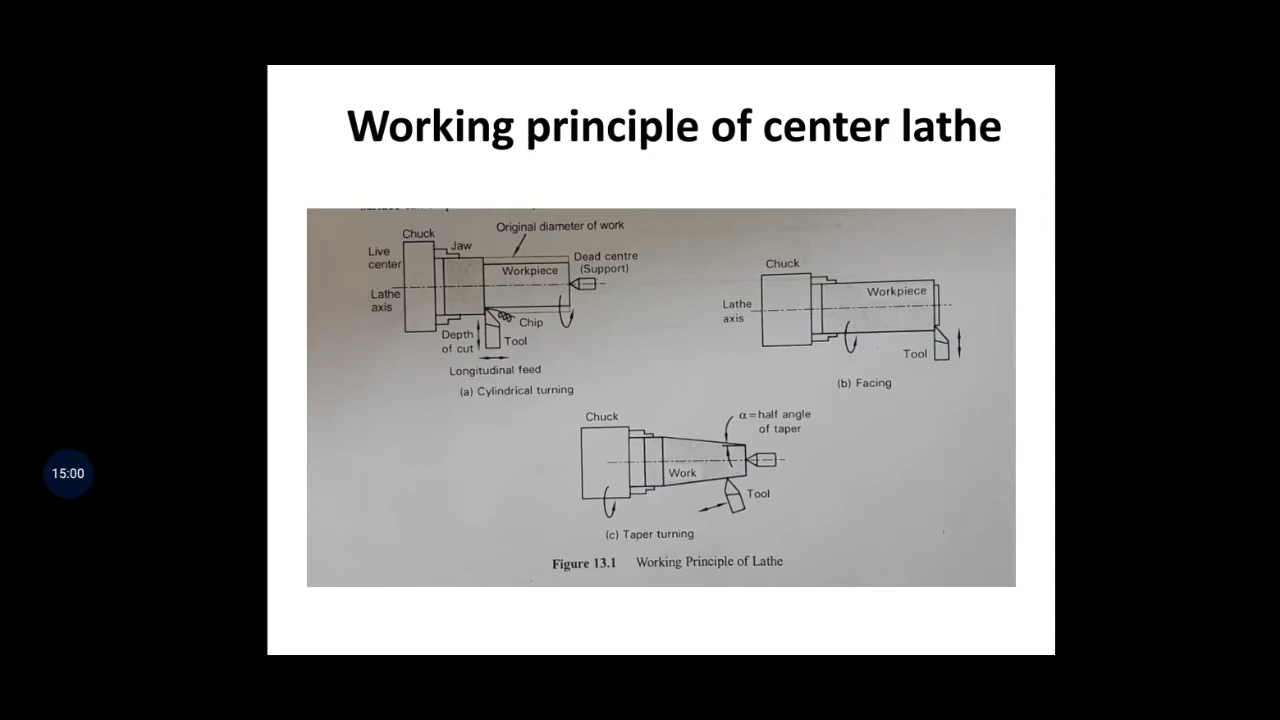 Working principle of center lathe
Original diameter of work
Chuck
Jaw
Live
center
Dead centre
(Support)
Workpiece
Lathe
axis
Chip
Depth
of cut
Tool
Longitudinal feed
(a) Cylindrical turning
Chuck
Workpiece
Lathe
axis
Tool
(b) Facing
Chuck
α = half angle
of taper
Work
Tool
(c) Taper turning
Figure 13.1 Working Principle of Lathe
15:00